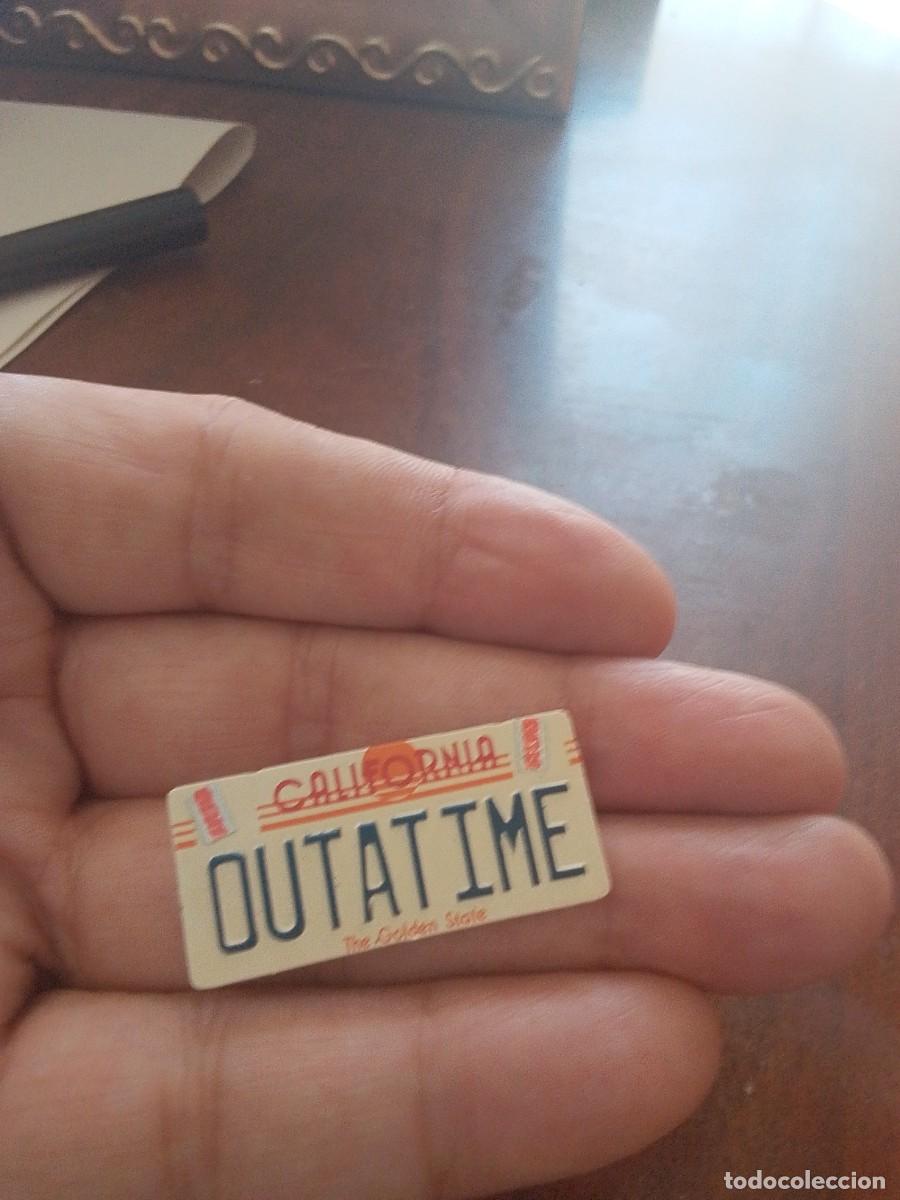 CALIFORNIA
OUTATIME
The Golden State
todocoleccion